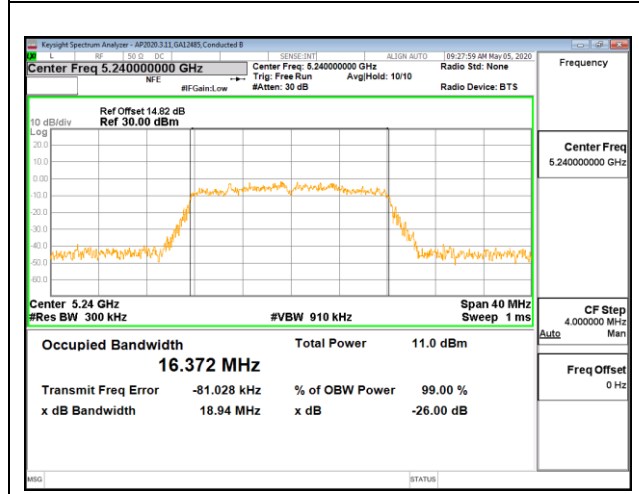 Keysight Spectrum Analyzer - AP2020.3.11,GA12485,Conducted B
L RF 50 Ω DC SENSE:INT ALIGN AUTO 09:27:59 AM May 05, 2020
Center Freq 5.240000000 GHz
NFE
#IFGain:Low
Center Freq: 5.240000000 GHz
Trig: Free Run Avg|Hold: 10/10
#Atten: 30 dB
Radio Std: None
Radio Device: BTS
Frequency
Ref Offset 14.82 dB
10 dB/div Ref 30.00 dBm
Log
20.0
10.0
0.00
-10.0
-20.0
-30.0
-40.0
-50.0
-60.0
Center 5.24 GHz Span 40 MHz
#Res BW 300 kHz #VBW 910 kHz Sweep 1 ms
Occupied Bandwidth Total Power 11.0 dBm
16.372 MHz
Transmit Freq Error -81.028 kHz % of OBW Power 99.00 %
x dB Bandwidth 18.94 MHz x dB -26.00 dB
Center Freq
5.240000000 GHz
CF Step
4.000000 MHz
Auto Man
Freq Offset
0 Hz
MSG STATUS